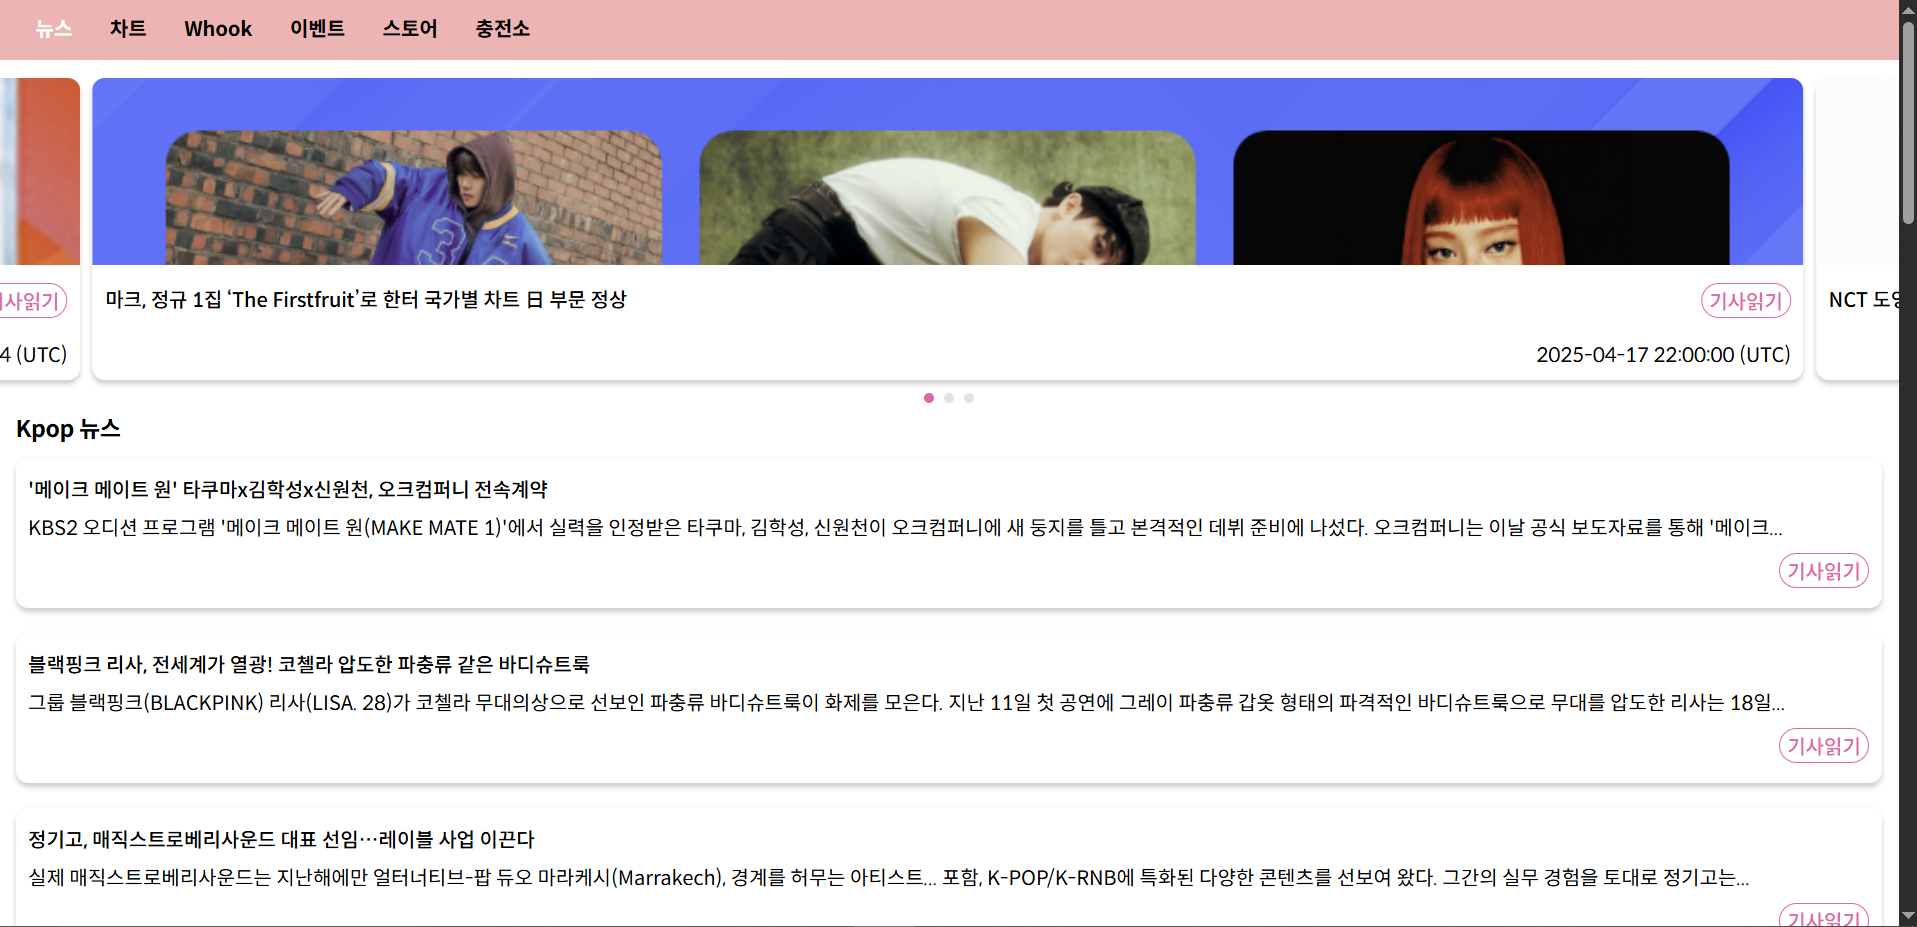 뉴스 차트 Whook 이벤트 스토어 충전소
기사읽기
4 (UTC)
마크, 정규 1집 ‘The Firstfruit’로 한터 국가별 차트 日 부문 정상
기사읽기
2025-04-17 22:00:00 (UTC)
NCT 도영
Kpop 뉴스
'메이크 메이트 원' 타쿠마x김학성x신원천, 오크컴퍼니 전속계약
KBS2 오디션 프로그램 '메이크 메이트 원(MAKE MATE 1)'에서 실력을 인정받은 타쿠마, 김학성, 신원천이 오크컴퍼니에 새 둥지를 틀고 본격적인 데뷔 준비에 나섰다. 오크컴퍼니는 이날 공식 보도자료를 통해 '메이크...
기사읽기
블랙핑크 리사, 전세계가 열광! 코첼라 압도한 파충류 같은 바디슈트룩
그룹 블랙핑크(BLACKPINK) 리사(LISA. 28)가 코첼라 무대의상으로 선보인 파충류 바디슈트룩이 화제를 모은다. 지난 11일 첫 공연에 그레이 파충류 갑옷 형태의 파격적인 바디슈트룩으로 무대를 압도한 리사는 18일...
기사읽기
정기고, 매직스트로베리사운드 대표 선임…레이블 사업 이끈다
실제 매직스트로베리사운드는 지난해에만 얼터너티브-팝 듀오 마라케시(Marrakech), 경계를 허무는 아티스트... 포함, K-POP/K-RNB에 특화된 다양한 콘텐츠를 선보여 왔다. 그간의 실무 경험을 토대로 정기고는...
기사읽기